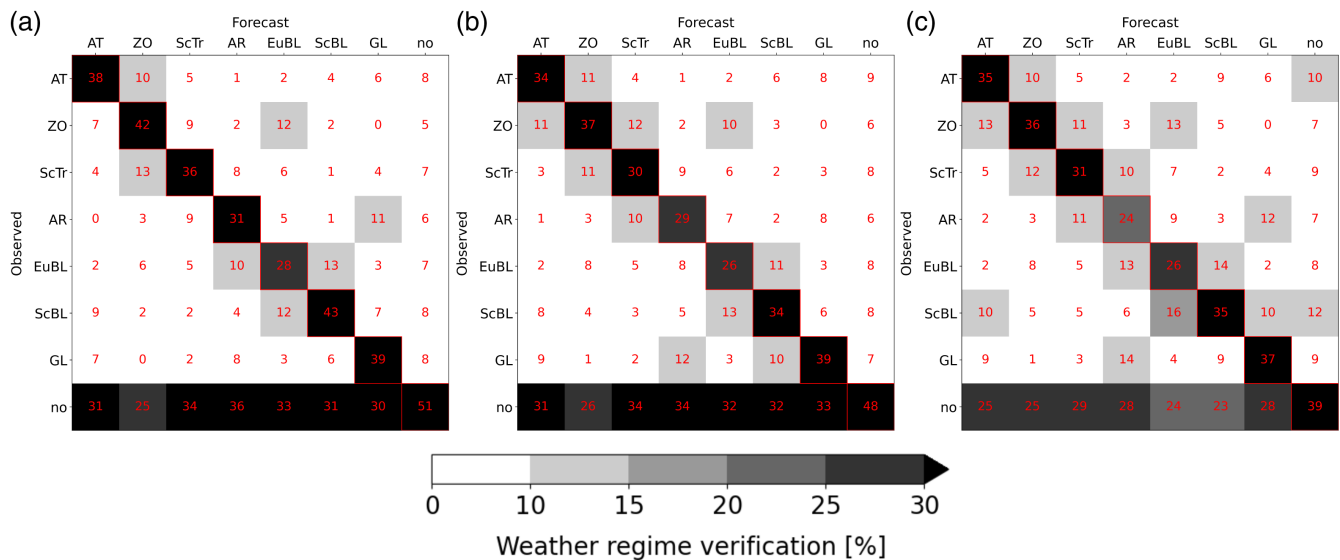 (a)
Forecast
AT ZO ScTr AR EuBL ScBL GL no
Observed
AT 38 10 5 1 2 4 6 8
ZO 7 42 9 2 12 2 0 5
ScTr 4 13 36 8 6 1 4 7
AR 0 3 9 31 5 1 11 6
EuBL 2 6 5 10 28 13 3 7
ScBL 9 2 2 4 12 43 7 8
GL 7 0 2 8 3 6 39 8
no 31 25 34 36 33 31 30 51
(b)
Forecast
AT ZO ScTr AR EuBL ScBL GL no
Observed
AT 34 11 4 1 2 6 8 9
ZO 11 37 12 2 10 3 0 6
ScTr 3 11 30 9 6 2 3 8
AR 1 3 10 29 7 2 8 6
EuBL 2 8 5 8 26 11 3 8
ScBL 8 4 3 5 13 34 6 8
GL 9 1 2 12 3 10 39 7
no 31 26 34 34 32 32 33 48
(c)
Forecast
AT ZO ScTr AR EuBL ScBL GL no
Observed
AT 35 10 5 2 2 9 6 10
ZO 13 36 11 3 13 5 0 7
ScTr 5 12 31 10 7 2 4 9
AR 2 3 11 24 9 3 12 7
EuBL 2 8 5 13 26 14 2 8
ScBL 10 5 5 6 16 35 10 12
GL 9 1 3 14 4 9 37 9
no 25 25 29 28 24 23 28 39
0 10 15 20 25 30
Weather regime verification [%]